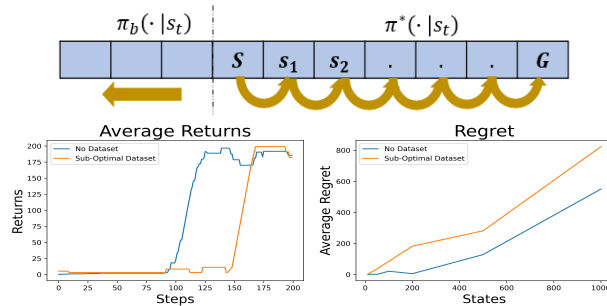 π_b(· |s_t) π*(· |s_t)
S s₁ s₂ . . . . G
Average Returns
No Dataset
Sub-Optimal Dataset
200
175
150
125
100
75
50
25
0
Returns
0 25 50 75 100 125 150 175 200
Steps
Regret
No Dataset
Sub-Optimal Dataset
800
600
400
200
0
Average Regret
0 200 400 600 800 1000
States